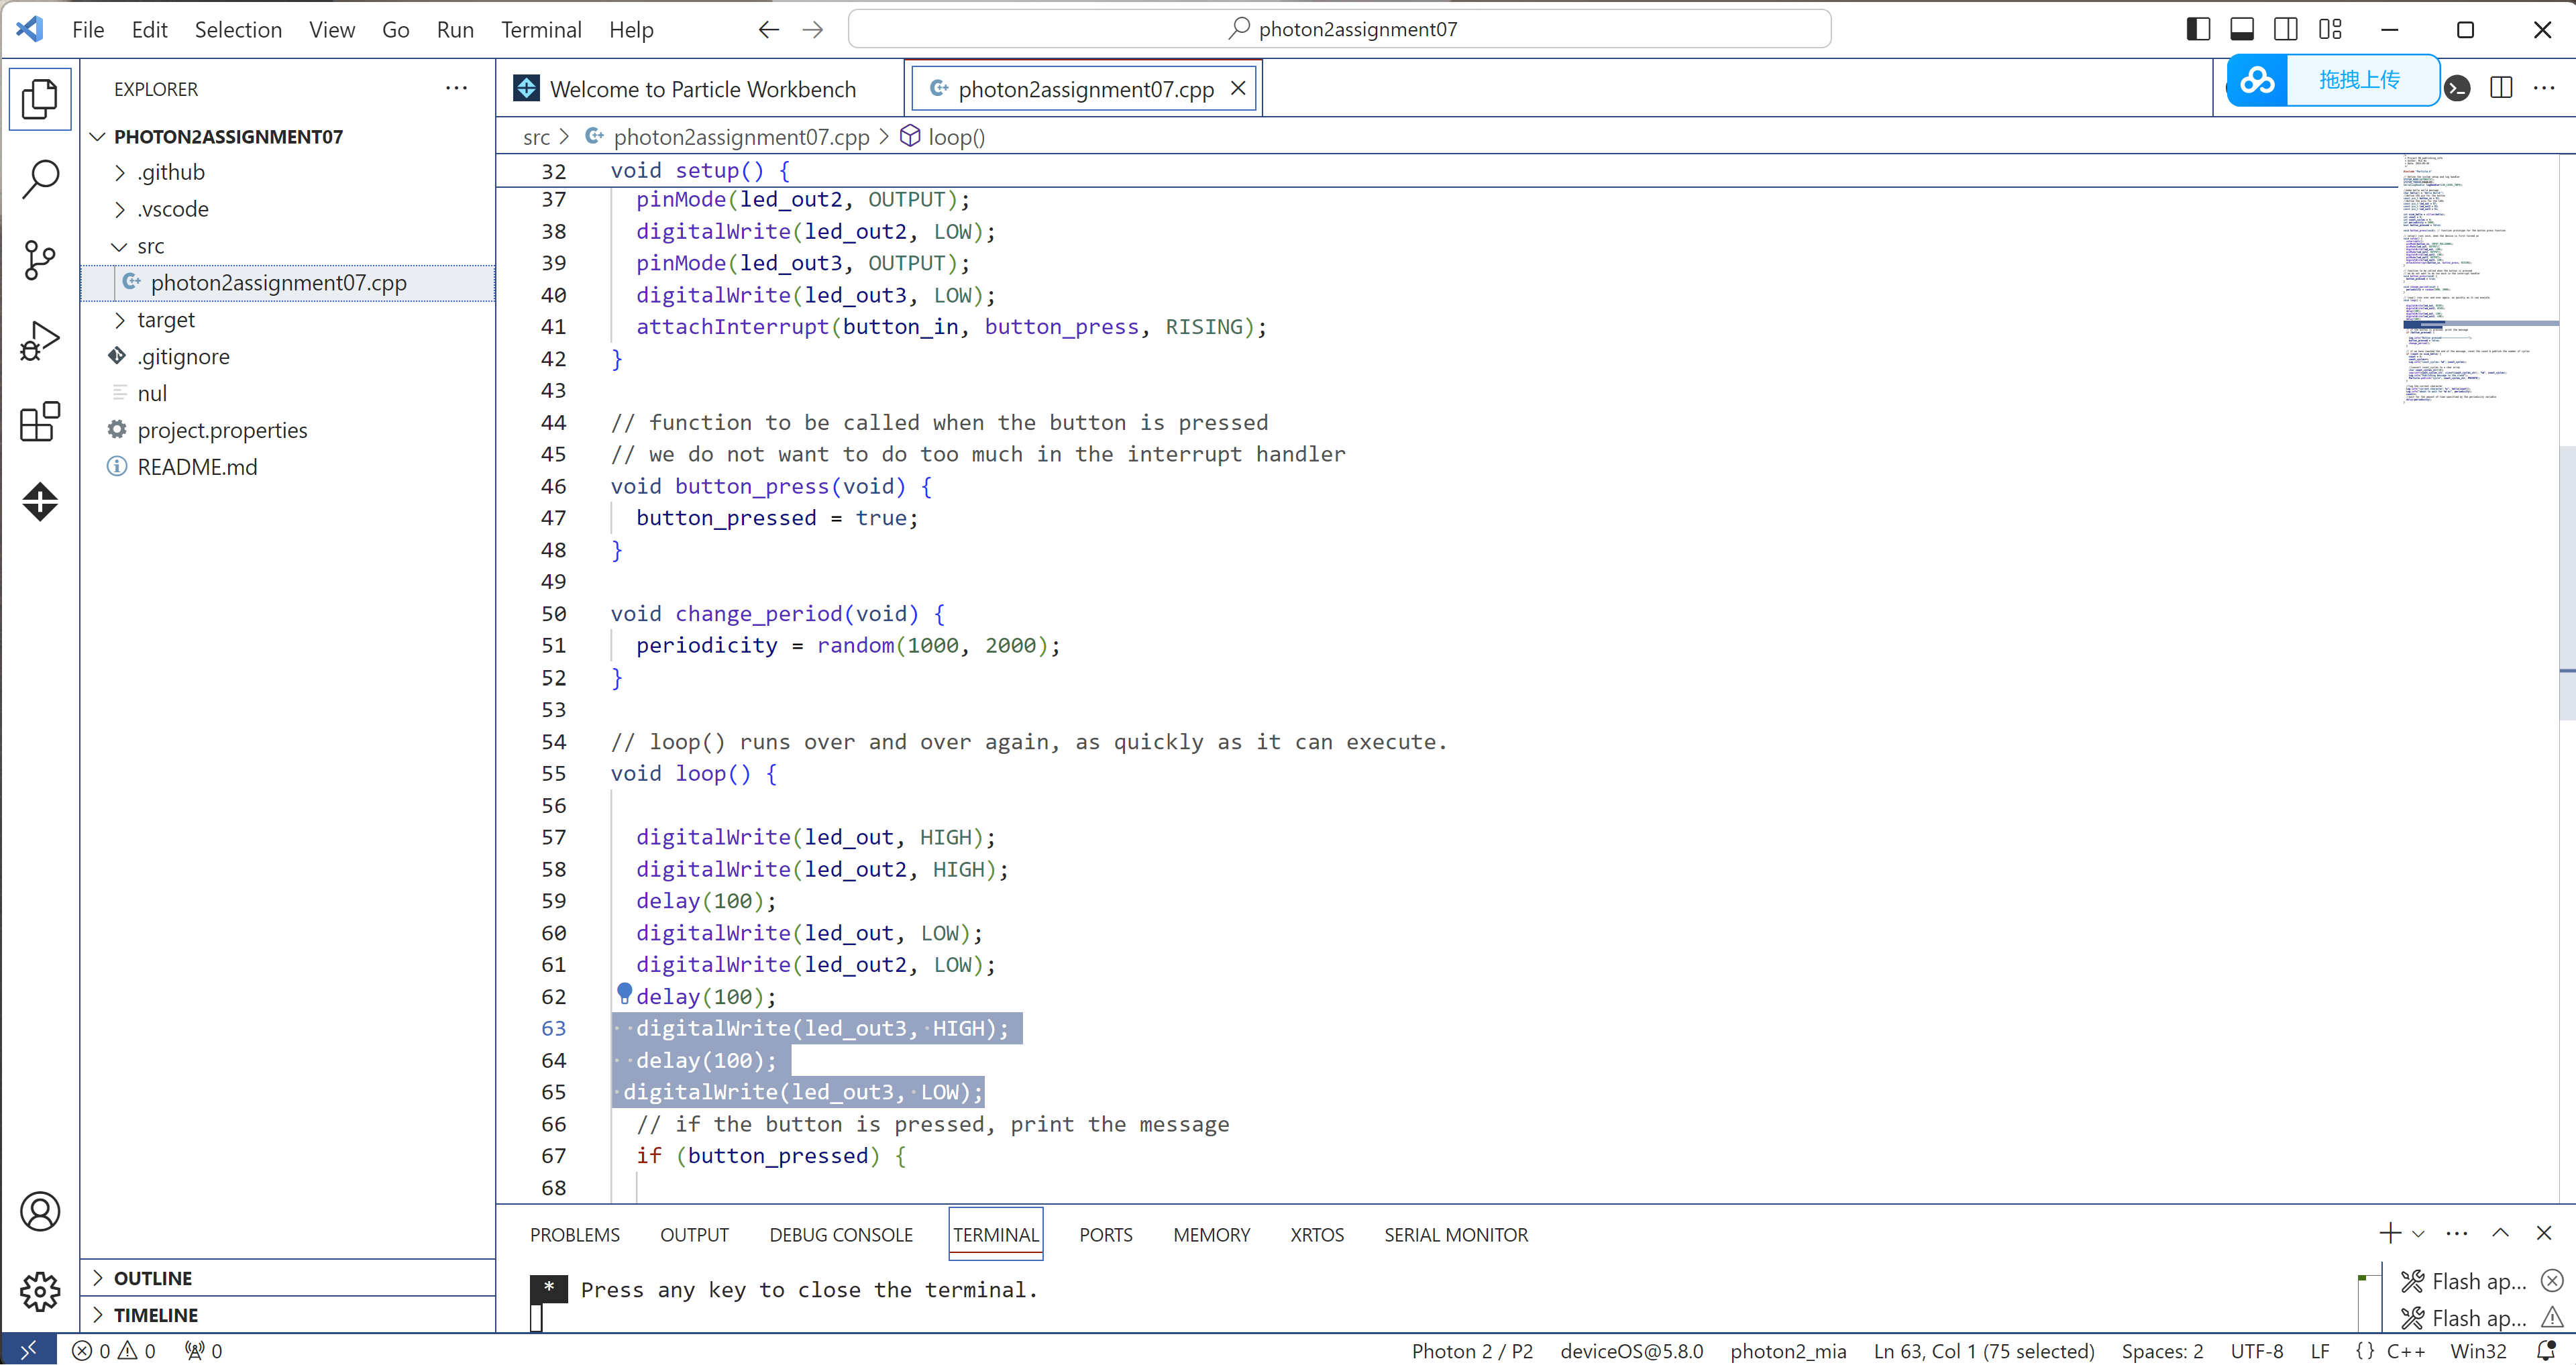 File Edit Selection View Go Run Terminal Help
photon2assignment07
拖拽上传
EXPLORER
PHOTON2ASSIGNMENT07
.github
.vscode
src
photon2assignment07.cpp
target
.gitignore
nul
project.properties
README.md
OUTLINE
TIMELINE
Welcome to Particle Workbench
photon2assignment07.cpp
src > photon2assignment07.cpp > loop()
32 void setup() {
37 pinMode(led_out2, OUTPUT);
38 digitalWrite(led_out2, LOW);
39 pinMode(led_out3, OUTPUT);
40 digitalWrite(led_out3, LOW);
41 attachInterrupt(button_in, button_press, RISING);
42 }
43
44 // function to be called when the button is pressed
45 // we do not want to do too much in the interrupt handler
46 void button_press(void) {
47 button_pressed = true;
48 }
49
50 void change_period(void) {
51 periodicity = random(1000, 2000);
52 }
53
54 // loop() runs over and over again, as quickly as it can execute.
55 void loop() {
56
57 digitalWrite(led_out, HIGH);
58 digitalWrite(led_out2, HIGH);
59 delay(100);
60 digitalWrite(led_out, LOW);
61 digitalWrite(led_out2, LOW);
62 delay(100);
63 digitalWrite(led_out3, HIGH);
64 delay(100);
65 digitalWrite(led_out3, LOW);
66 // if the button is pressed, print the message
67 if (button_pressed) {
68
PROBLEMS OUTPUT DEBUG CONSOLE TERMINAL PORTS MEMORY XRTOS SERIAL MONITOR
* Press any key to close the terminal.
Flash ap...
Flash ap...
0 0 0
Photon 2 / P2 deviceOS@5.8.0 photon2_mia Ln 63, Col 1 (75 selected) Spaces: 2 UTF-8 LF {} C++ Win32